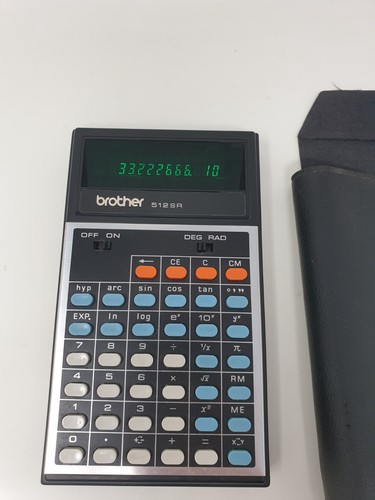 33222666. 10
brother 512SR
OFF ON DEG RAD
← CE C CM
hyp arc sin cos tan o,,,
EXP. ln log eˣ 10ˣ yˣ
7 8 9 ÷ ¹/x π
4 5 6 × √x RM
1 2 3 − x² ME
0 · + =